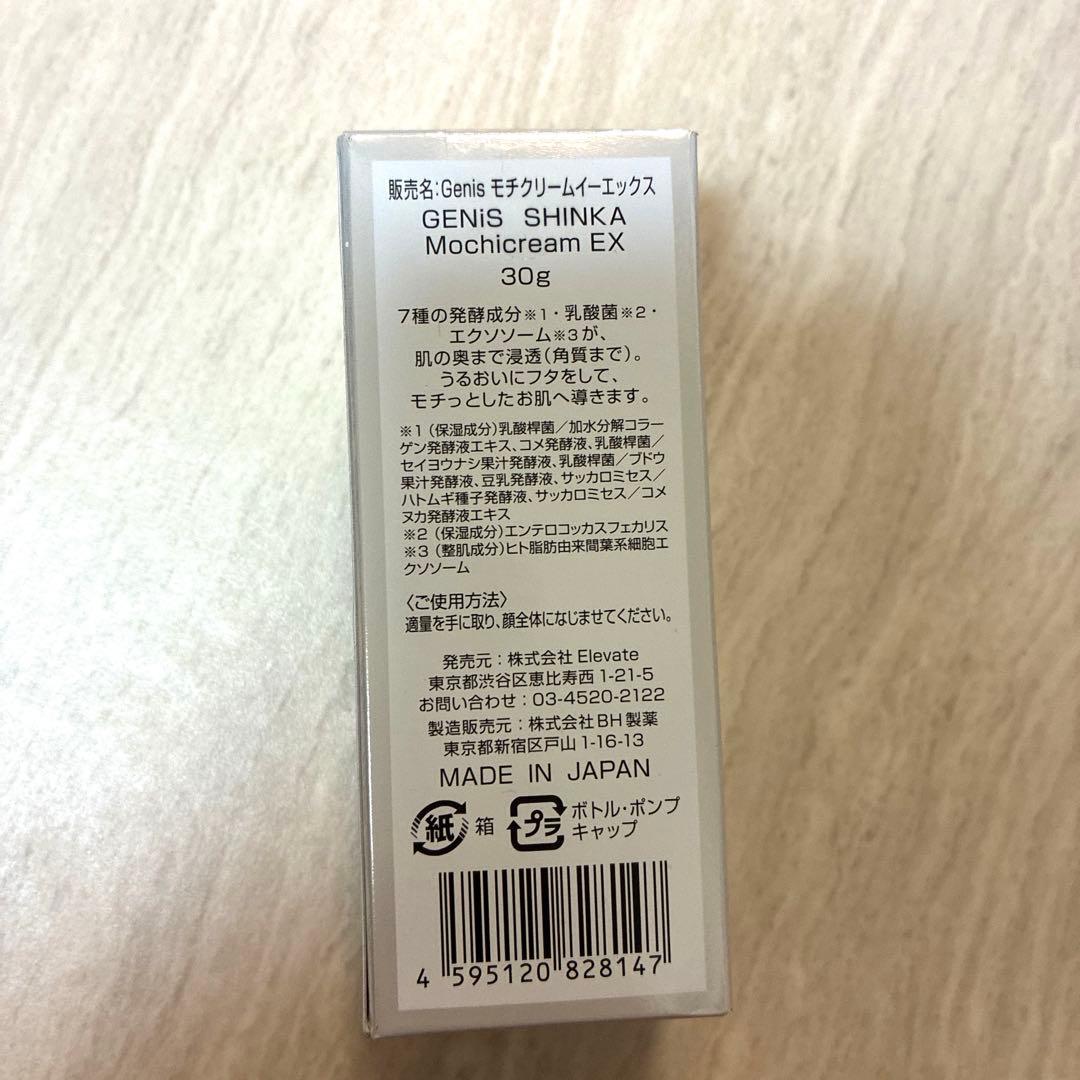 販売名:Genis モチクリームイーエックス
GENiS SHINKA
Mochicream EX
30g
7種の発酵成分※1・乳酸菌※2・
エクソソーム※3が、
肌の奥まで浸透(角質まで)。
うるおいにフタをして、
モチっとしたお肌へ導きます。
※1(保湿成分)乳酸桿菌/加水分解コラー
ゲン発酵液エキス、コメ発酵液、乳酸桿菌/
セイヨウナシ果汁発酵液、乳酸桿菌/ブドウ
果汁発酵液、豆乳発酵液、サッカロミセス/
ハトムギ種子発酵液、サッカロミセス/コメ
ヌカ発酵液エキス
※2(保湿成分)エンテロコッカスフェカリス
※3(整肌成分)ヒト脂肪由来間葉系細胞エ
クソソーム
〈ご使用方法〉
適量を手に取り、顔全体になじませてください。
発売元:株式会社Elevate
東京都渋谷区恵比寿西1-21-5
お問い合わせ:03-4520-2122
製造販売元:株式会社BH製薬
東京都新宿区戸山1-16-13
MADE IN JAPAN
紙 箱 プラ ボトル・ポンプ
キャップ
4 595120 828147